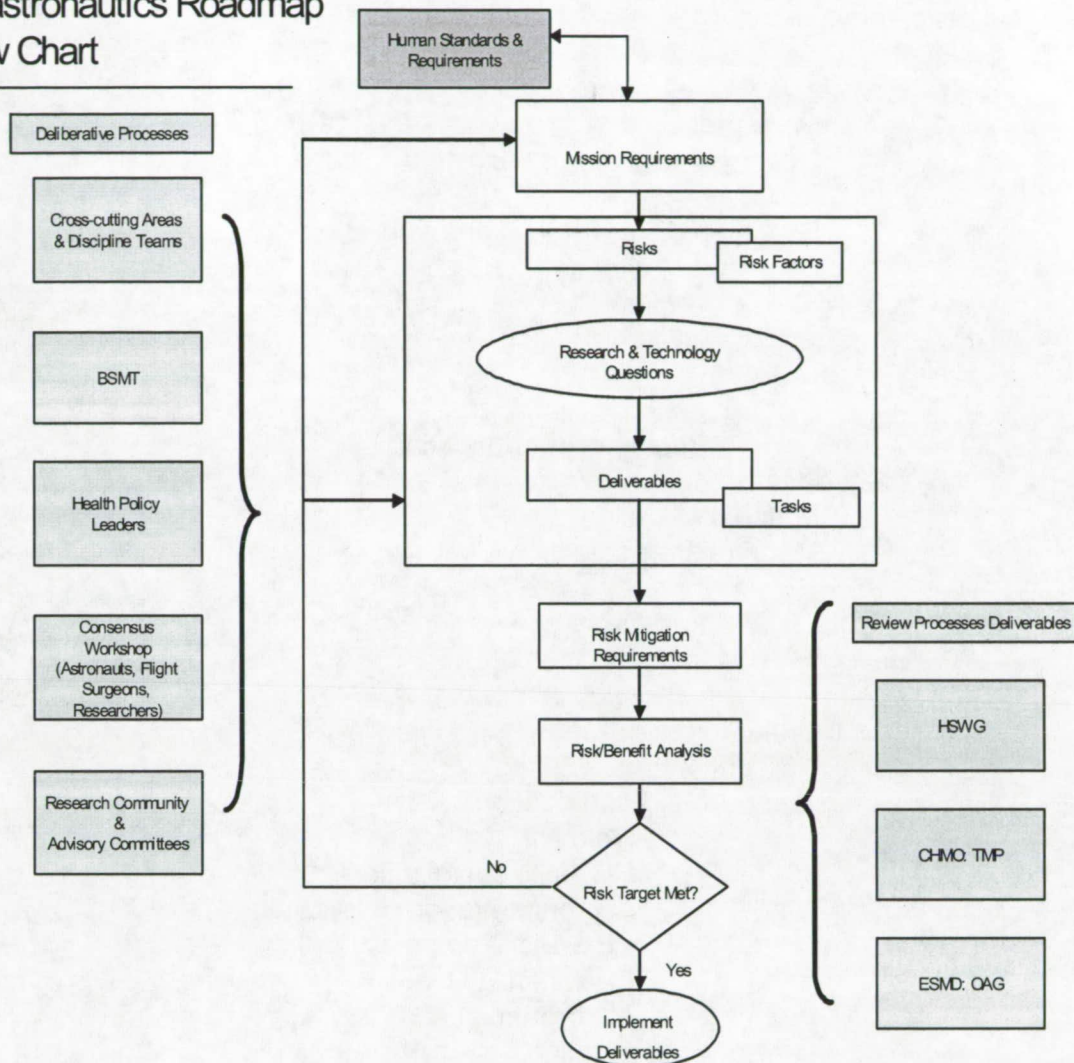 astronautics Roadmap
w Chart
Human Standards &
Requirements
Deliberative Processes
Mission Requirements
Cross-cutting Areas
& Discipline Teams
Risks
Risk Factors
BSMT
Research & Technology
Questions
Health Policy
Leaders
Deliverables
Tasks
Consensus
Workshop
(Astronauts, Flight
Surgeons,
Researchers)
Risk Mitigation
Requirements
Review Processes Deliverables
HSWG
Risk/Benefit Analysis
Research Community
&
Advisory Committees
No
Risk Target Met?
CHMO: TMP
Yes
ESMD: OAG
Implement
Deliverables